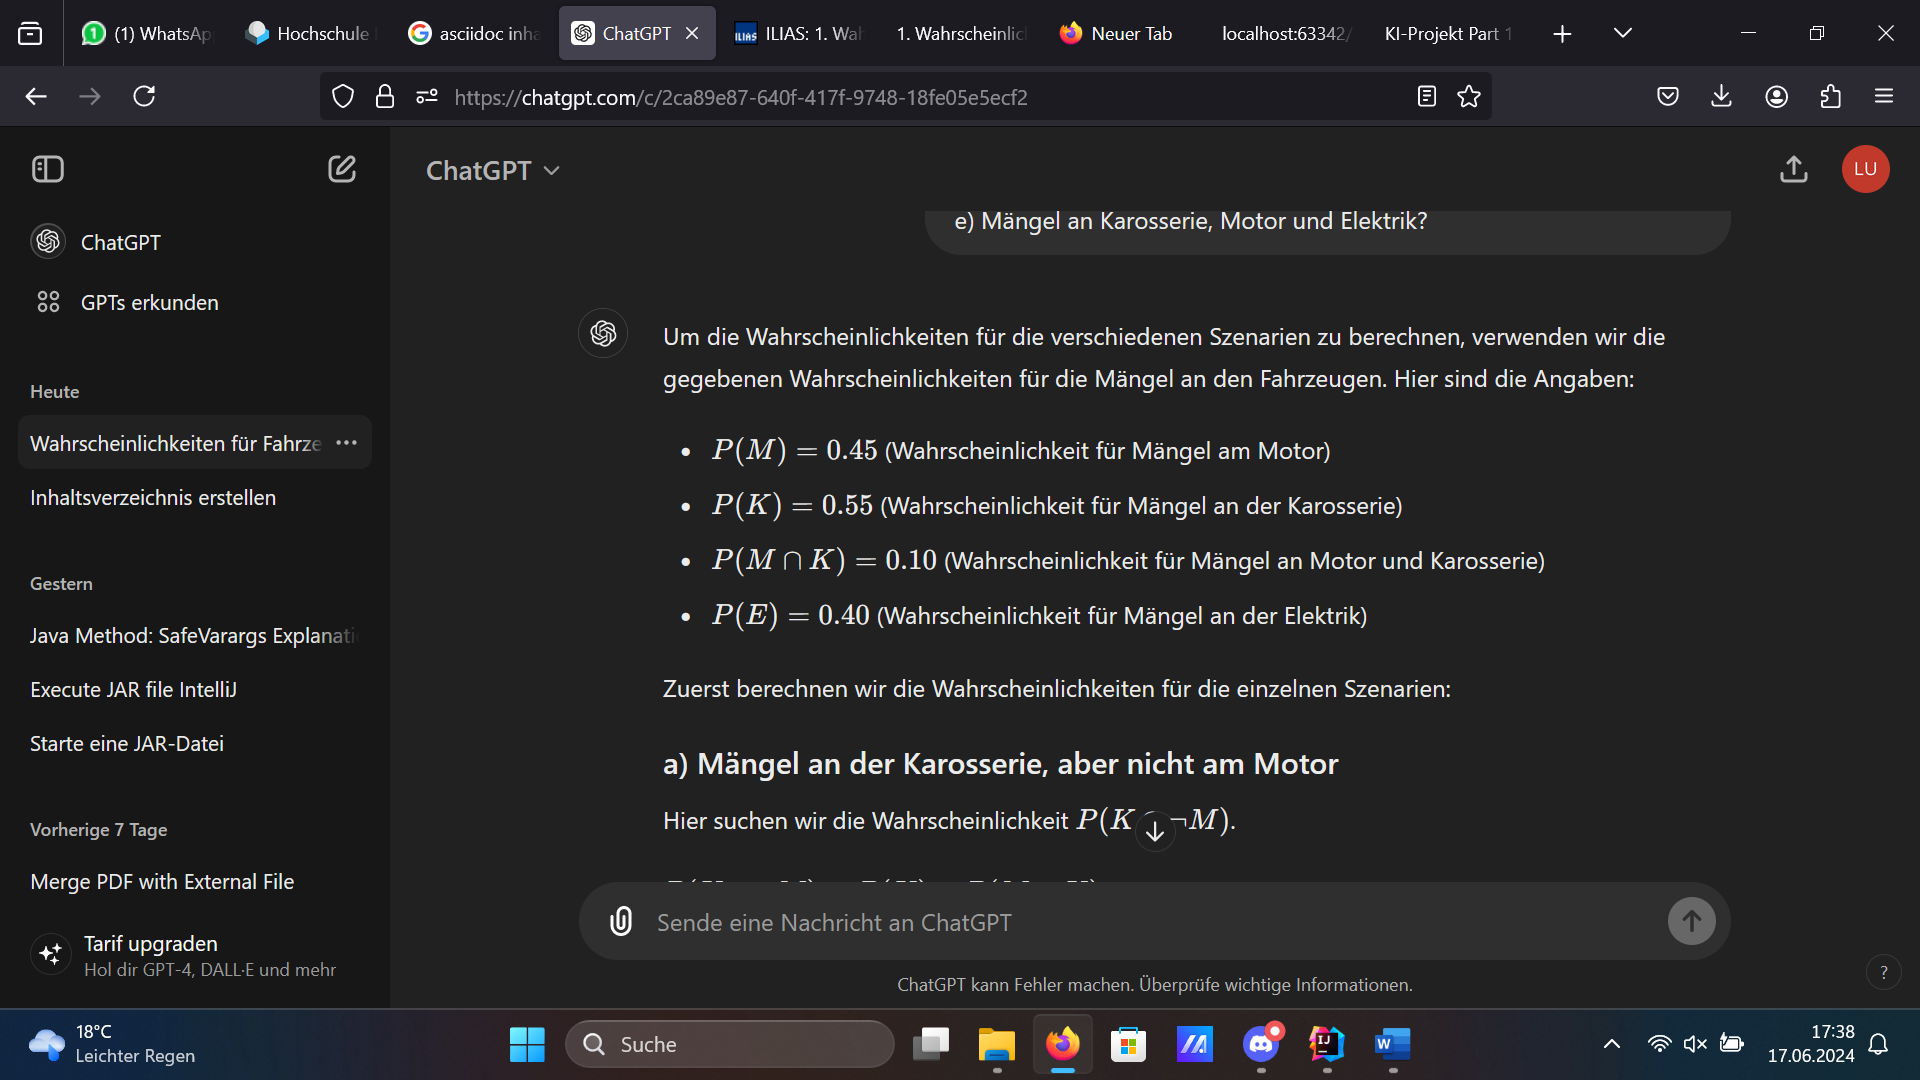 (1) WhatsAp
Hochschule
asciidoc inha
ChatGPT
ILIAS: 1. Wah
1. Wahrscheinlic
Neuer Tab
localhost:63342/
KI-Projekt Part 1
https://chatgpt.com/c/2ca89e87-640f-417f-9748-18fe05e5ecf2
ChatGPT
GPTs erkunden
Heute
Wahrscheinlichkeiten für Fahrze
Inhaltsverzeichnis erstellen
Gestern
Java Method: SafeVarargs Explanati
Execute JAR file IntelliJ
Starte eine JAR-Datei
Vorherige 7 Tage
Merge PDF with External File
Tarif upgraden
Hol dir GPT-4, DALL·E und mehr
ChatGPT
LU
e) Mängel an Karosserie, Motor und Elektrik?
Um die Wahrscheinlichkeiten für die verschiedenen Szenarien zu berechnen, verwenden wir die
gegebenen Wahrscheinlichkeiten für die Mängel an den Fahrzeugen. Hier sind die Angaben:
• P(M) = 0.45 (Wahrscheinlichkeit für Mängel am Motor)
• P(K) = 0.55 (Wahrscheinlichkeit für Mängel an der Karosserie)
• P(M ∩ K) = 0.10 (Wahrscheinlichkeit für Mängel an Motor und Karosserie)
• P(E) = 0.40 (Wahrscheinlichkeit für Mängel an der Elektrik)
Zuerst berechnen wir die Wahrscheinlichkeiten für die einzelnen Szenarien:
a) Mängel an der Karosserie, aber nicht am Motor
Hier suchen wir die Wahrscheinlichkeit P(K ¬M).
Sende eine Nachricht an ChatGPT
ChatGPT kann Fehler machen. Überprüfe wichtige Informationen.
?
18°C
Leichter Regen
Suche
17:38
17.06.2024